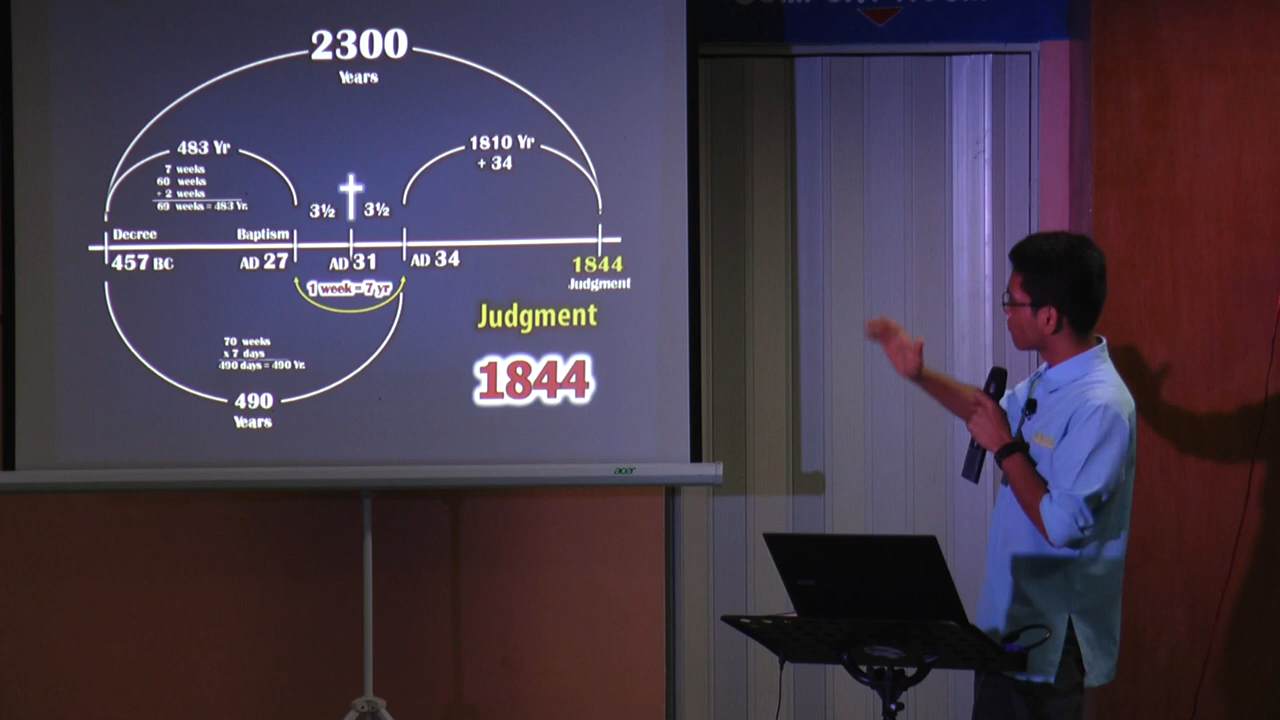 2300
Years
483 Yr
7 weeks
60 weeks
+ 2 weeks
69 weeks = 483 Yr.
1810 Yr
+ 34
3½
3½
Decree
Baptism
457 BC
AD 27
AD 31
AD 34
1844
Judgment
1 week = 7 yr
Judgment
1844
70 weeks
x 7 days
490 days = 490 Yr.
490
Years
acer